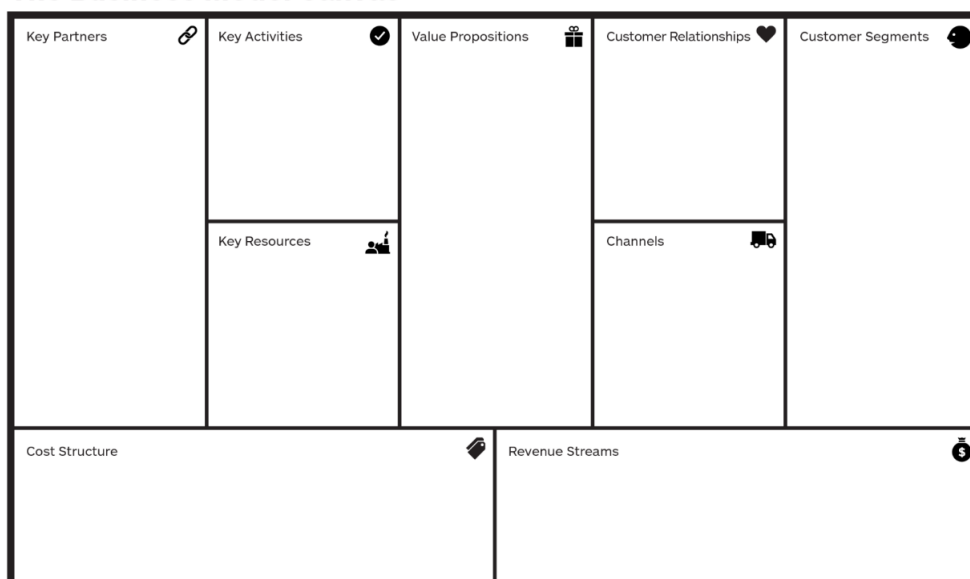 Key Partners
Key Activities
Value Propositions
Customer Relationships
Customer Segments
Key Resources
Channels
Cost Structure
Revenue Streams
$